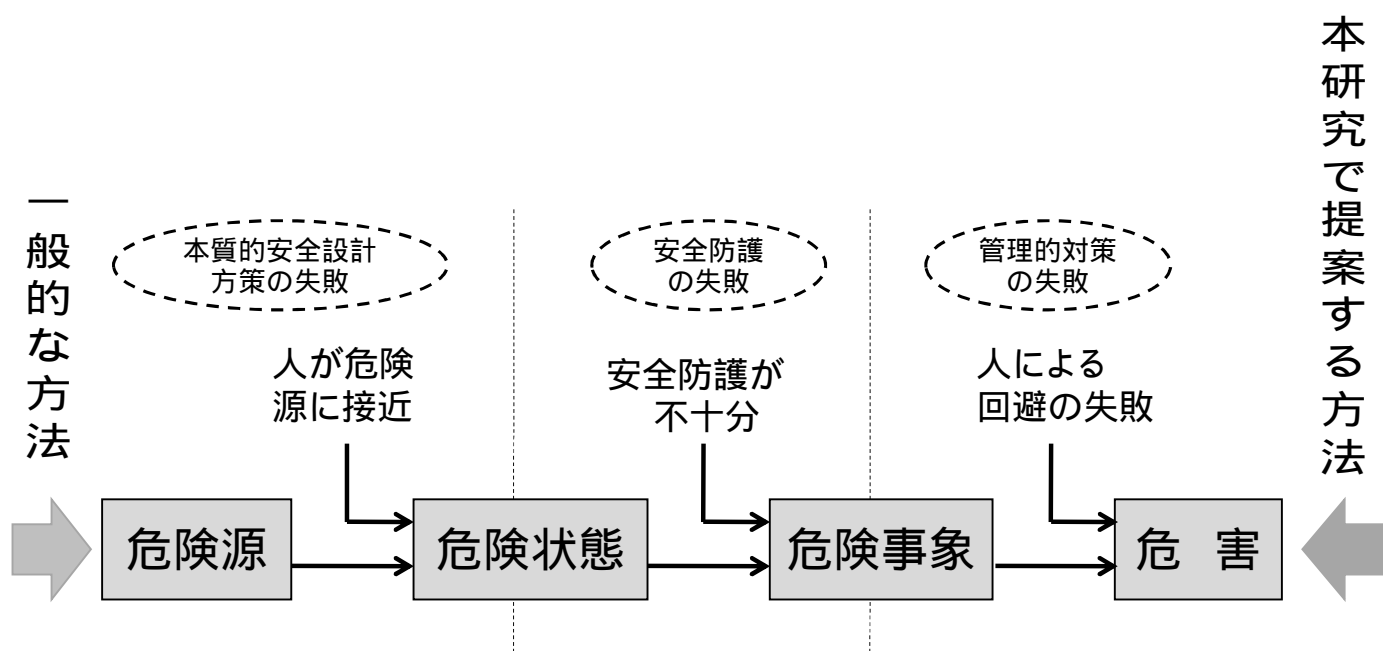 一般的な方法
本研究で提案する方法
本質的安全設計
方策の失敗
安全防護
の失敗
管理的対策
の失敗
人が危険
源に接近
安全防護が
不十分
人による
回避の失敗
危険源
危険状態
危険事象
危 害